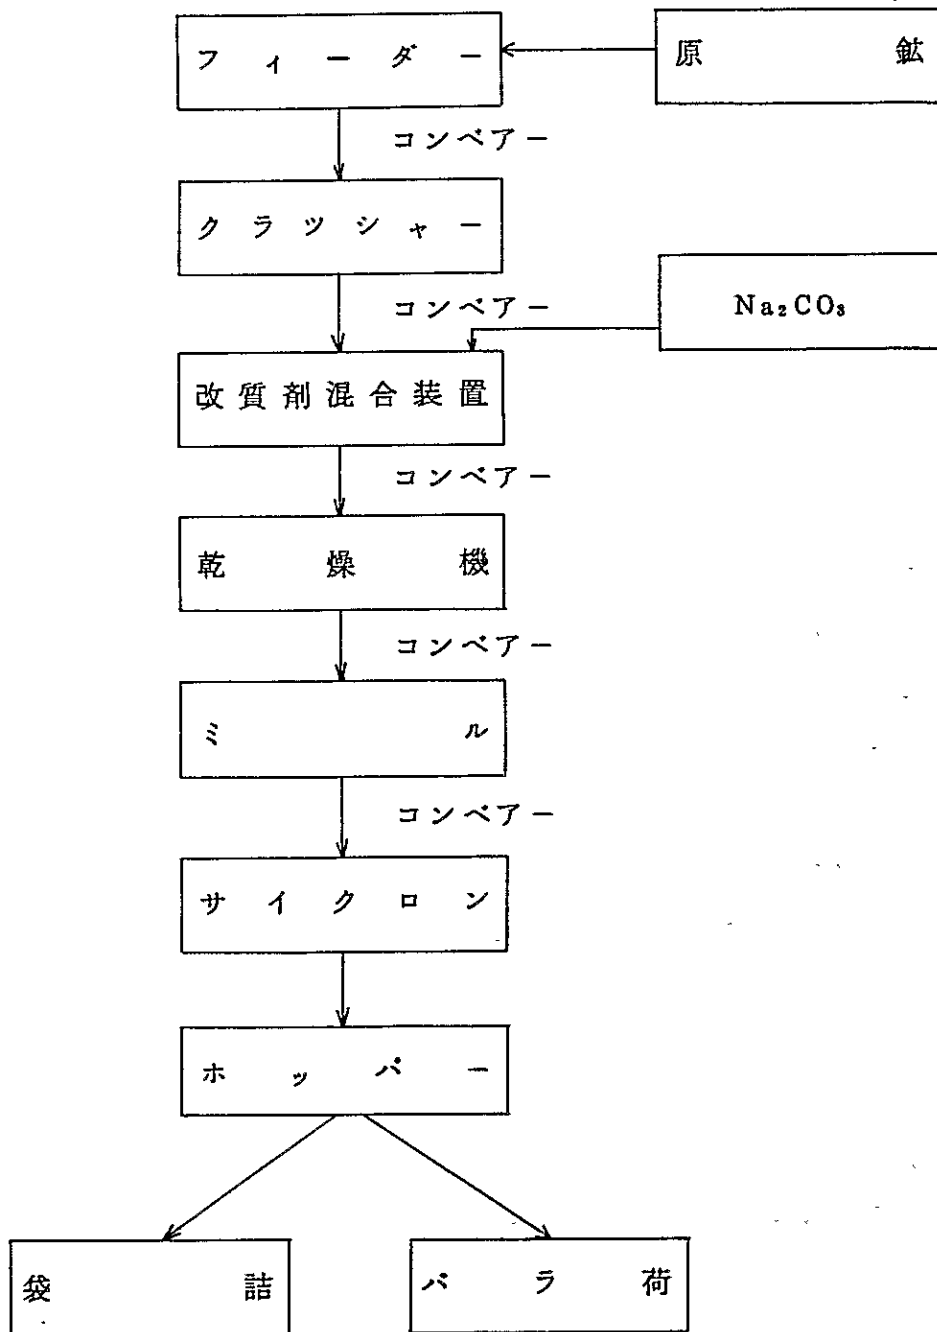 フィーダー
原鉱
コンベアー
クラツシャー
コンベアー
Na₂CO₃
改質剤混合装置
コンベアー
乾燥機
コンベアー
ミル
コンベアー
サイクロン
ホッパー
袋詰
バラ荷